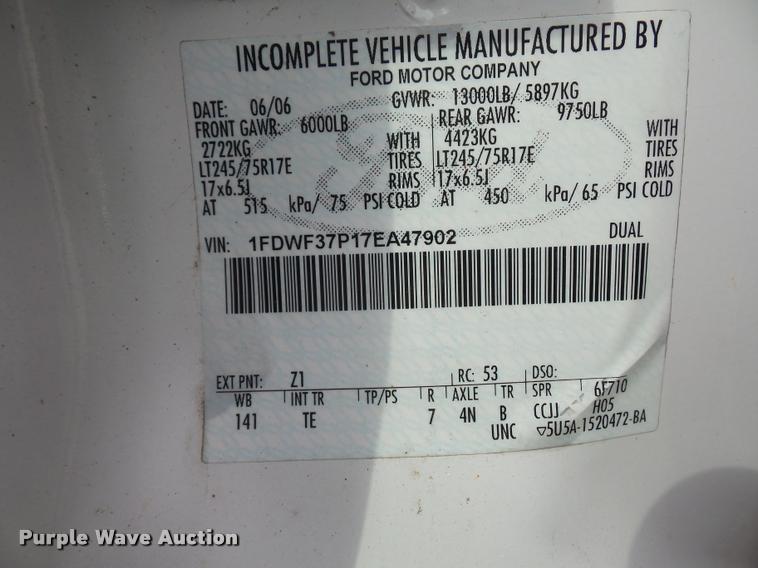 INCOMPLETE VEHICLE MANUFACTURED BY
FORD MOTOR COMPANY
DATE: 06/06 GVWR: 13000LB/ 5897KG
FRONT GAWR: 6000LB REAR GAWR: 9750LB
2722KG WITH 4423KG WITH
LT245/75R17E TIRES LT245/75R17E TIRES
17x6.5J RIMS 17x6.5J RIMS
AT 515 kPa/ 75 PSI COLD AT 450 kPa/ 65 PSI COLD
VIN: 1FDWF37P17EA47902 DUAL
EXT PNT: Z1 RC: 53 DSO:
WB INT TR TP/PS R AXLE TR SPR 6F710
141 TE 7 4N B CCJJ H05
UNC ▽5U5A-1520472-BA
Purple Wave Auction